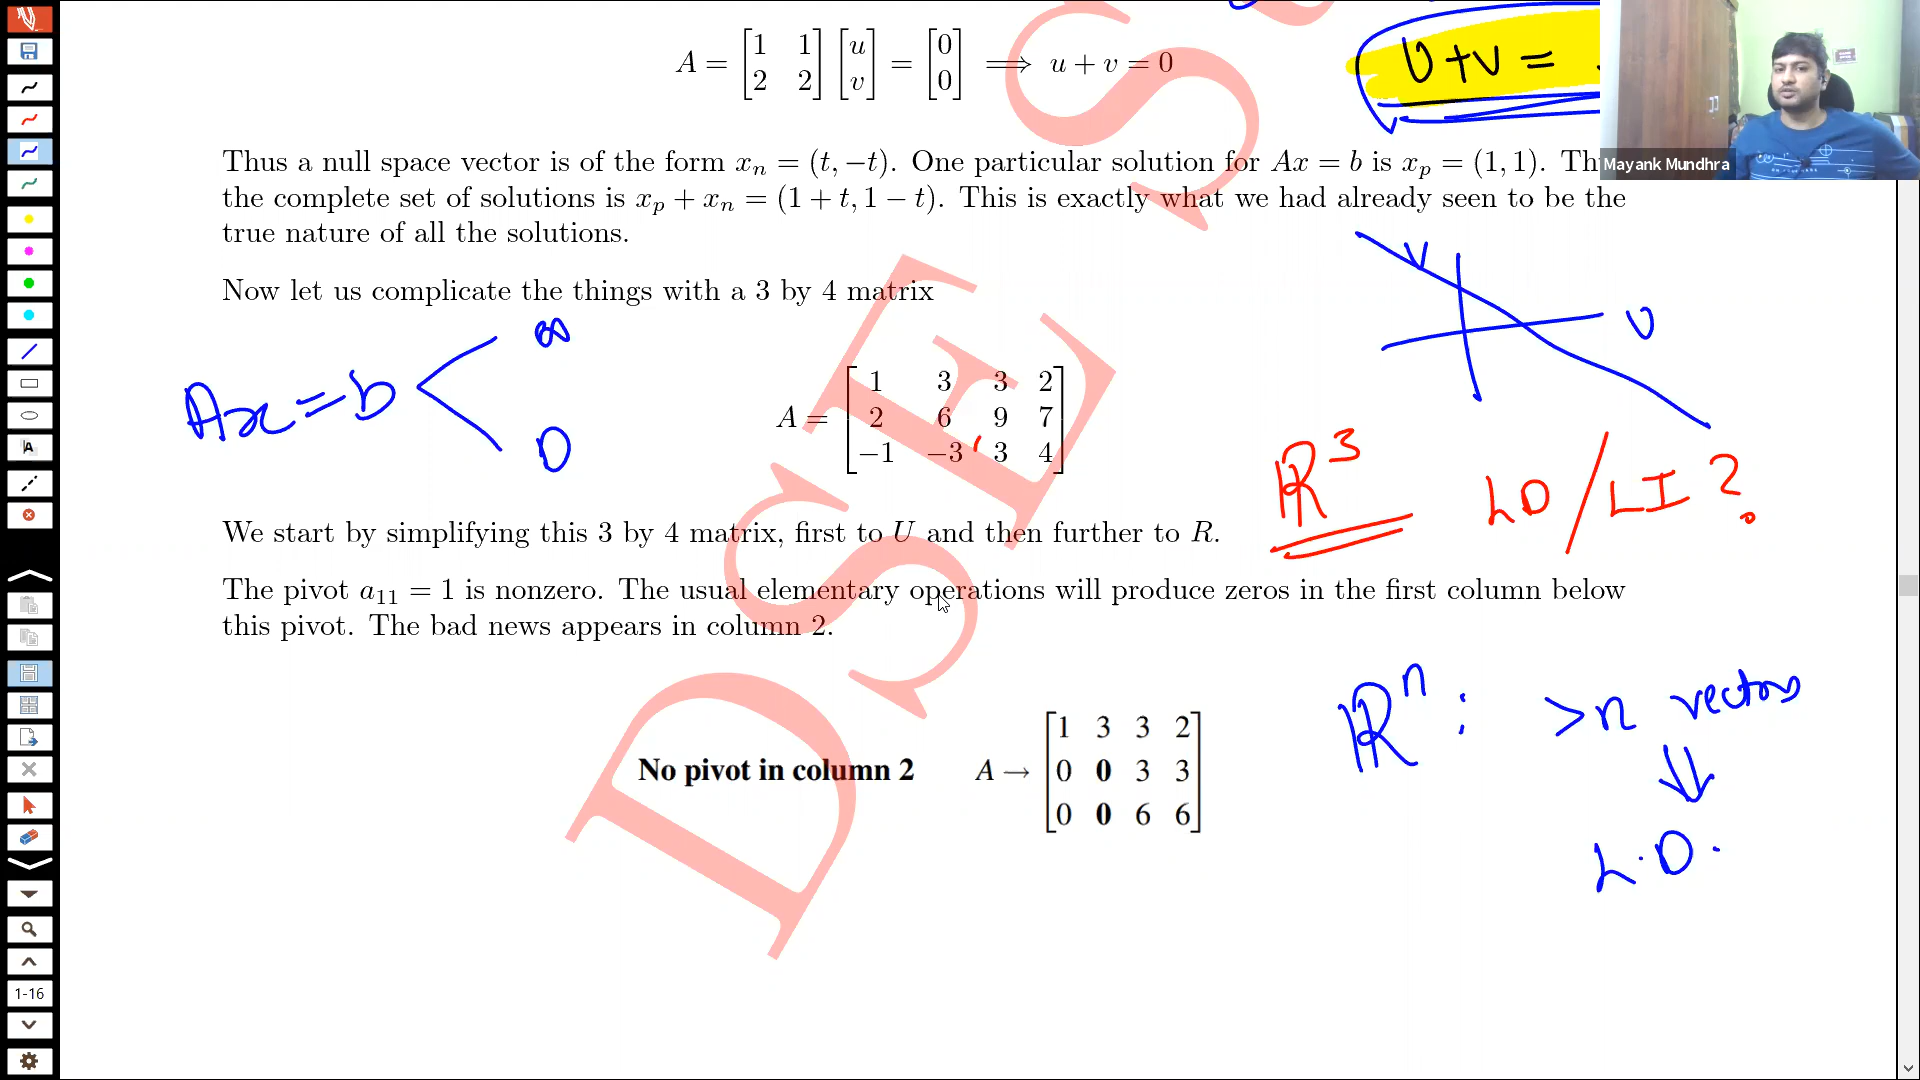 A = [1 1; 2 2] [u; v] = [0; 0] ⟹ u + v = 0
U+V =
Mayank Mundhra
Thus a null space vector is of the form xₙ = (t, −t). One particular solution for Ax = b is xₚ = (1, 1).
the complete set of solutions is xₚ + xₙ = (1 + t, 1 − t). This is exactly what we had already seen to be the
true nature of all the solutions.
V
U
Now let us complicate the things with a 3 by 4 matrix
Ax=b
∞
0
A =
1 3 3 2
2 6 9 7
−1 −3 3 4
ℝ³ LD/LI ?
We start by simplifying this 3 by 4 matrix, first to U and then further to R.
The pivot a₁₁ = 1 is nonzero. The usual elementary operations will produce zeros in the first column below
this pivot. The bad news appears in column 2.
ℝⁿ : >n vectors
⇓
L.D.
No pivot in column 2 A →
1 3 3 2
0 0 3 3
0 0 6 6
DSE
1-16